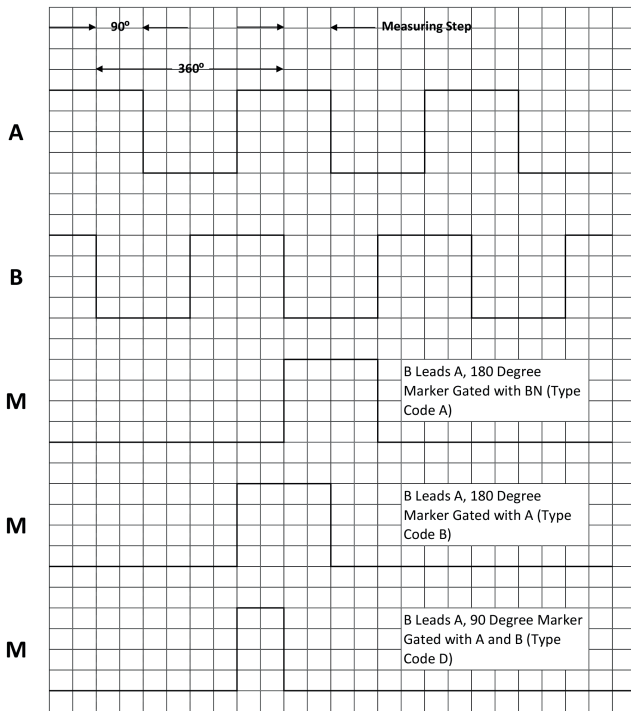 90º
Measuring Step
360º
A
B
M
B Leads A, 180 Degree
Marker Gated with BN (Type
Code A)
M
B Leads A, 180 Degree
Marker Gated with A (Type
Code B)
M
B Leads A, 90 Degree Marker
Gated with A and B (Type
Code D)